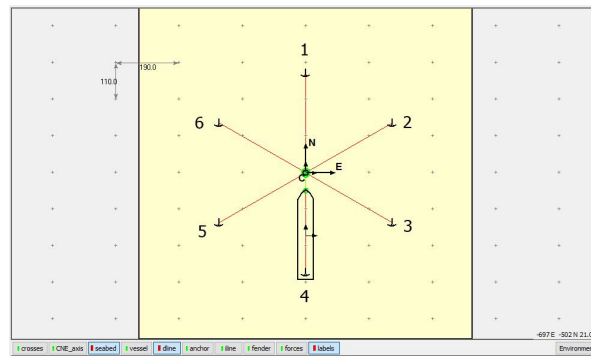 1
190.0
110.0
6
2
N
E
C
5
3
4
-697 E -502 N 21.0
crosses CNE_axis seabed vessel dline anchor iline fender forces labels